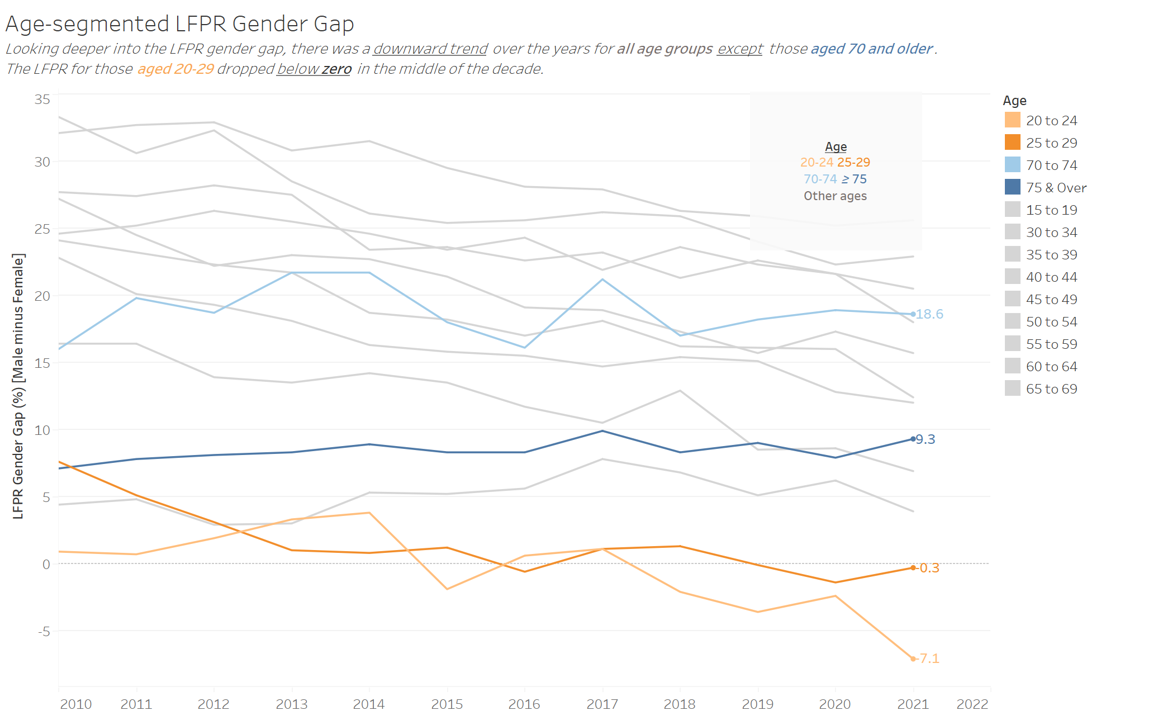 Age-segmented LFPR Gender Gap
Looking deeper into the LFPR gender gap, there was a downward trend over the years for all age groups except those aged 70 and older.
The LFPR for those aged 20-29 dropped below zero in the middle of the decade.
LFPR Gender Gap (%) [Male minus Female]
35
30
25
20
15
10
5
0
-5
Age
20-24 25-29
70-74 ≥ 75
Other ages
18.6
9.3
-0.3
-7.1
2010 2011 2012 2013 2014 2015 2016 2017 2018 2019 2020 2021 2022
Age
20 to 24
25 to 29
70 to 74
75 & Over
15 to 19
30 to 34
35 to 39
40 to 44
45 to 49
50 to 54
55 to 59
60 to 64
65 to 69